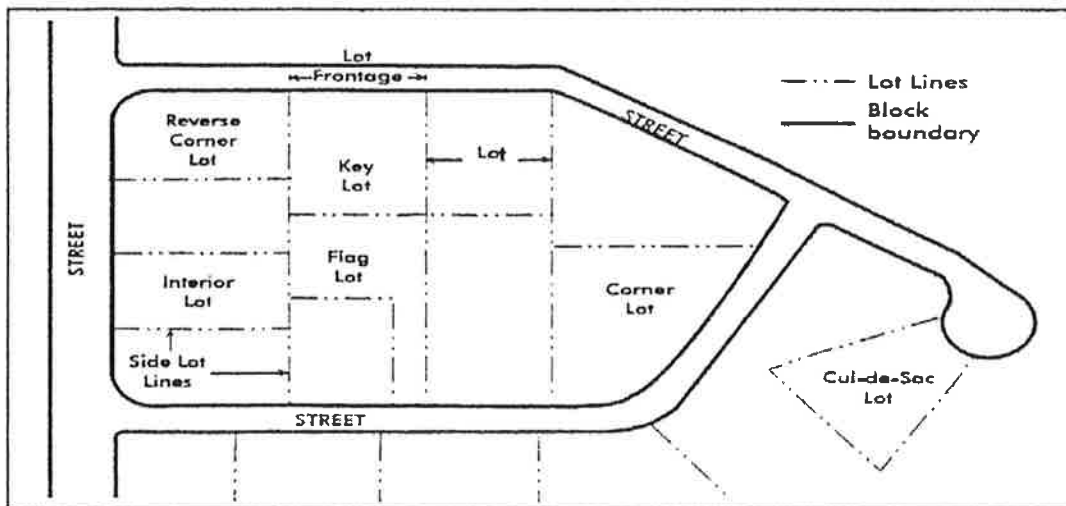 Lot
Frontage
Lot Lines
Block
boundary
STREET
Reverse
Corner
Lot
Key
Lot
Lot
STREET
Interior
Lot
Flag
Lot
Corner
Lot
Side Lot
Lines
Cul-de-Sac
Lot
STREET